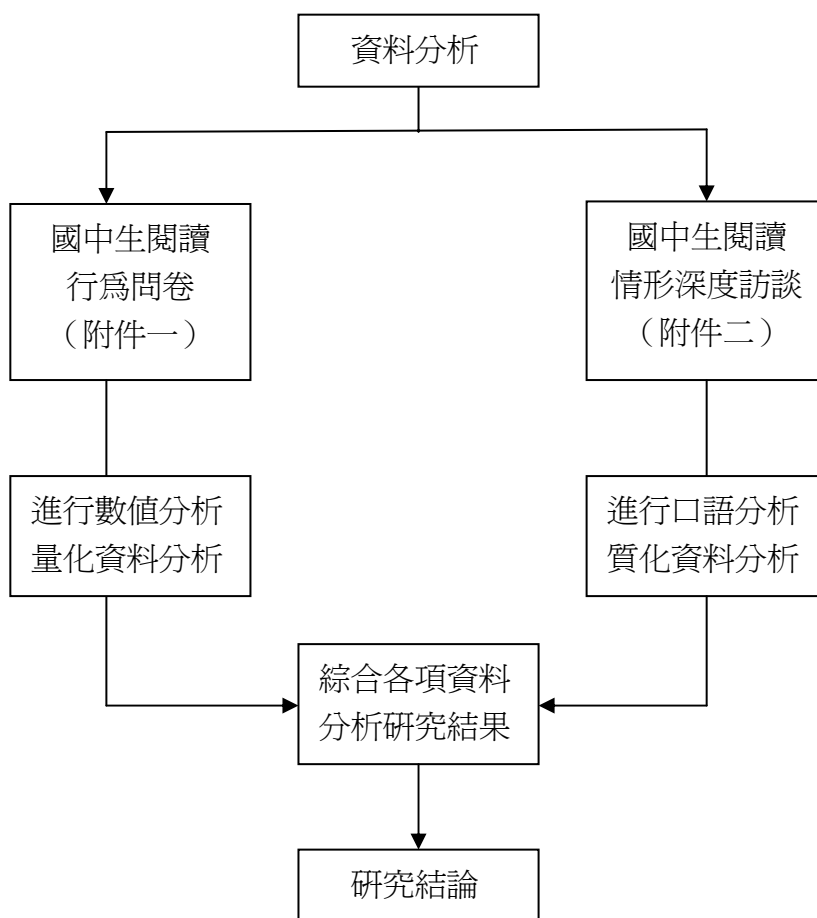 資料分析
國中生閱讀
行為問卷
（附件一）
國中生閱讀
情形深度訪談
（附件二）
進行數值分析
量化資料分析
進行口語分析
質化資料分析
綜合各項資料
分析研究結果
研究結論